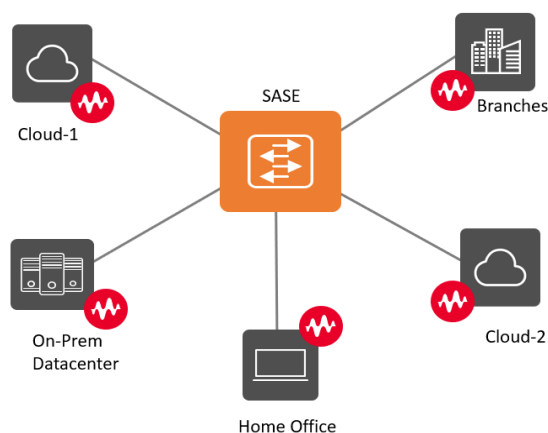 SASE
Cloud-1
Branches
On-Prem
Datacenter
Cloud-2
Home Office